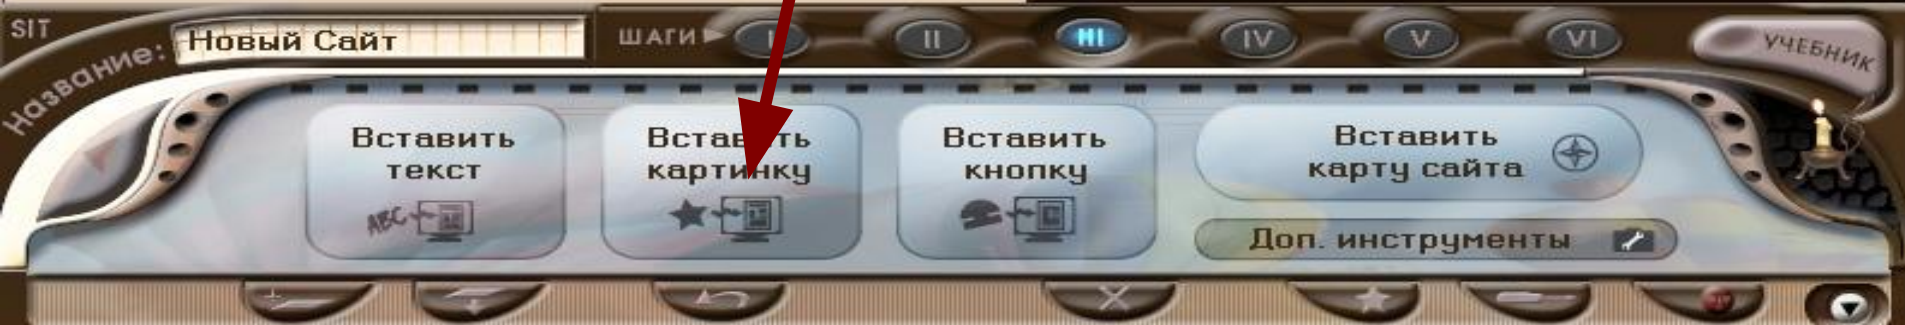 SIT
Название:
Новый Сайт
ШАГИ I II III IV V VI
УЧЕБНИК
Вставить
текст
ABC
Вставить
картинку
Вставить
кнопку
Вставить
карту сайта
Доп. инструменты